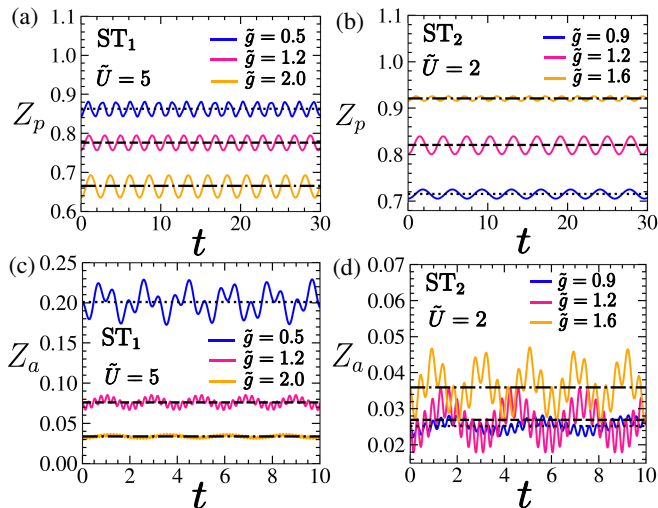 (a)
1.1
1.0
0.9
0.8
0.7
0.6
Z_p
ST_1
Ũ = 5
g̃ = 0.5
g̃ = 1.2
g̃ = 2.0
0 10 20 30
t
(b)
1.1
1.0
0.9
0.8
0.7
Z_p
ST_2
Ũ = 2
g̃ = 0.9
g̃ = 1.2
g̃ = 1.6
0 10 20 30
t
(c)
0.25
0.20
0.15
0.10
0.05
0.00
Z_a
ST_1
Ũ = 5
g̃ = 0.5
g̃ = 1.2
g̃ = 2.0
0 2 4 6 8 10
t
(d)
0.07
0.06
0.05
0.04
0.03
0.02
Z_a
ST_2
Ũ = 2
g̃ = 0.9
g̃ = 1.2
g̃ = 1.6
0 2 4 6 8 10
t